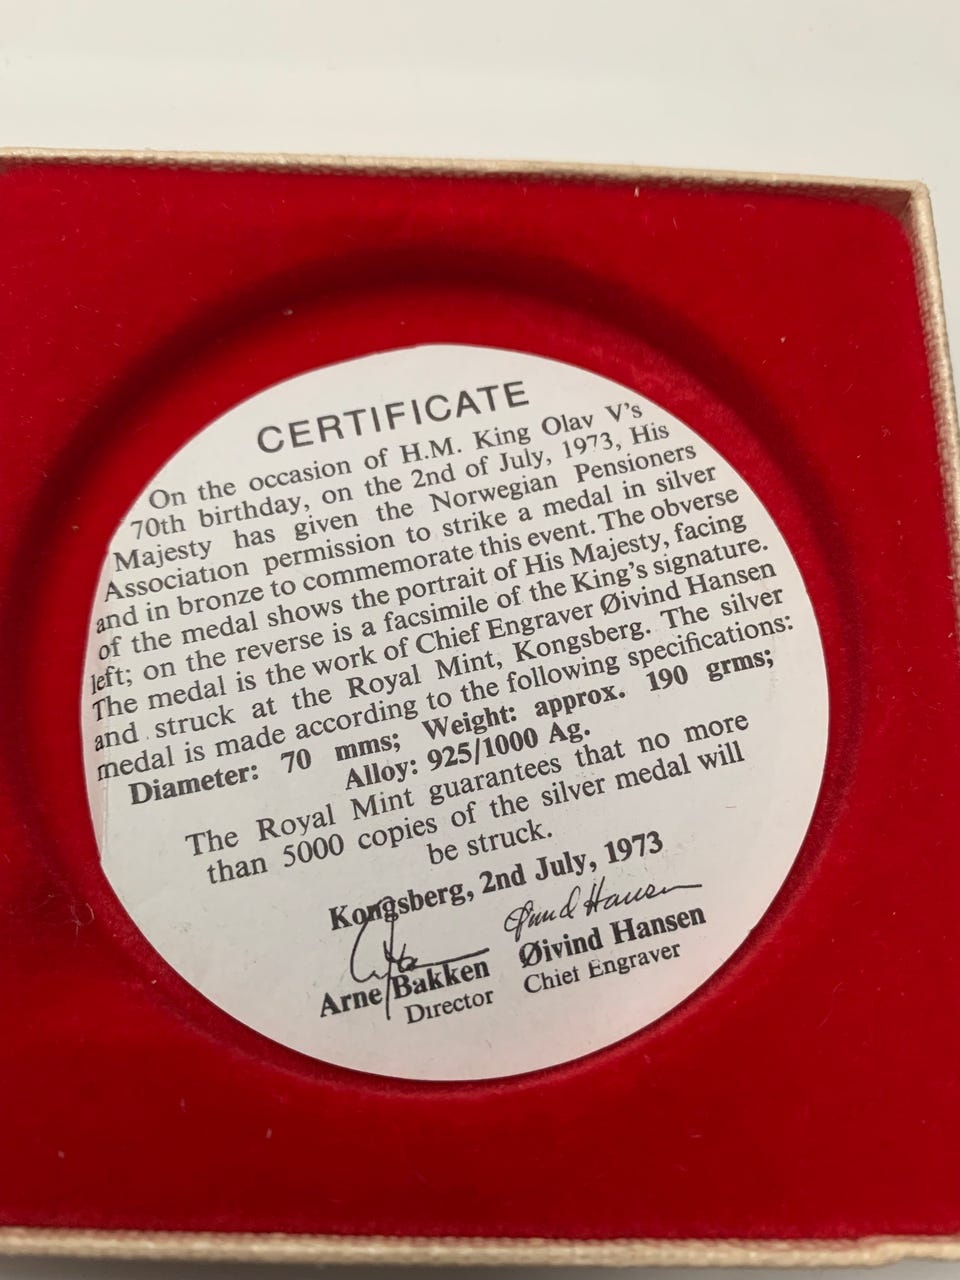 CERTIFICATE
On the occasion of H.M. King Olav V's
70th birthday, on the 2nd of July, 1973, His
Majesty has given the Norwegian Pensioners
Association permission to strike a medal in silver
and in bronze to commemorate this event. The obverse
of the medal shows the portrait of His Majesty, facing
left; on the reverse is a facsimile of the King's signature.
The medal is the work of Chief Engraver Øivind Hansen
and struck at the Royal Mint, Kongsberg. The silver
medal is made according to the following specifications:
Diameter: 70 mms; Weight: approx. 190 grms;
Alloy: 925/1000 Ag.
The Royal Mint guarantees that no more
than 5000 copies of the silver medal will
be struck.
Kongsberg, 2nd July, 1973
Øivind Hansen
Arne Bakken Øivind Hansen
Director Chief Engraver